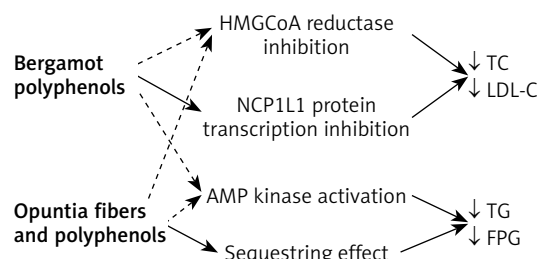 HMGCoA reductase
inhibition
Bergamot
polyphenols
↓ TC
↓ LDL-C
NCP1L1 protein
transcription inhibition
AMP kinase activation
Opuntia fibers
and polyphenols
↓ TG
↓ FPG
Sequestring effect